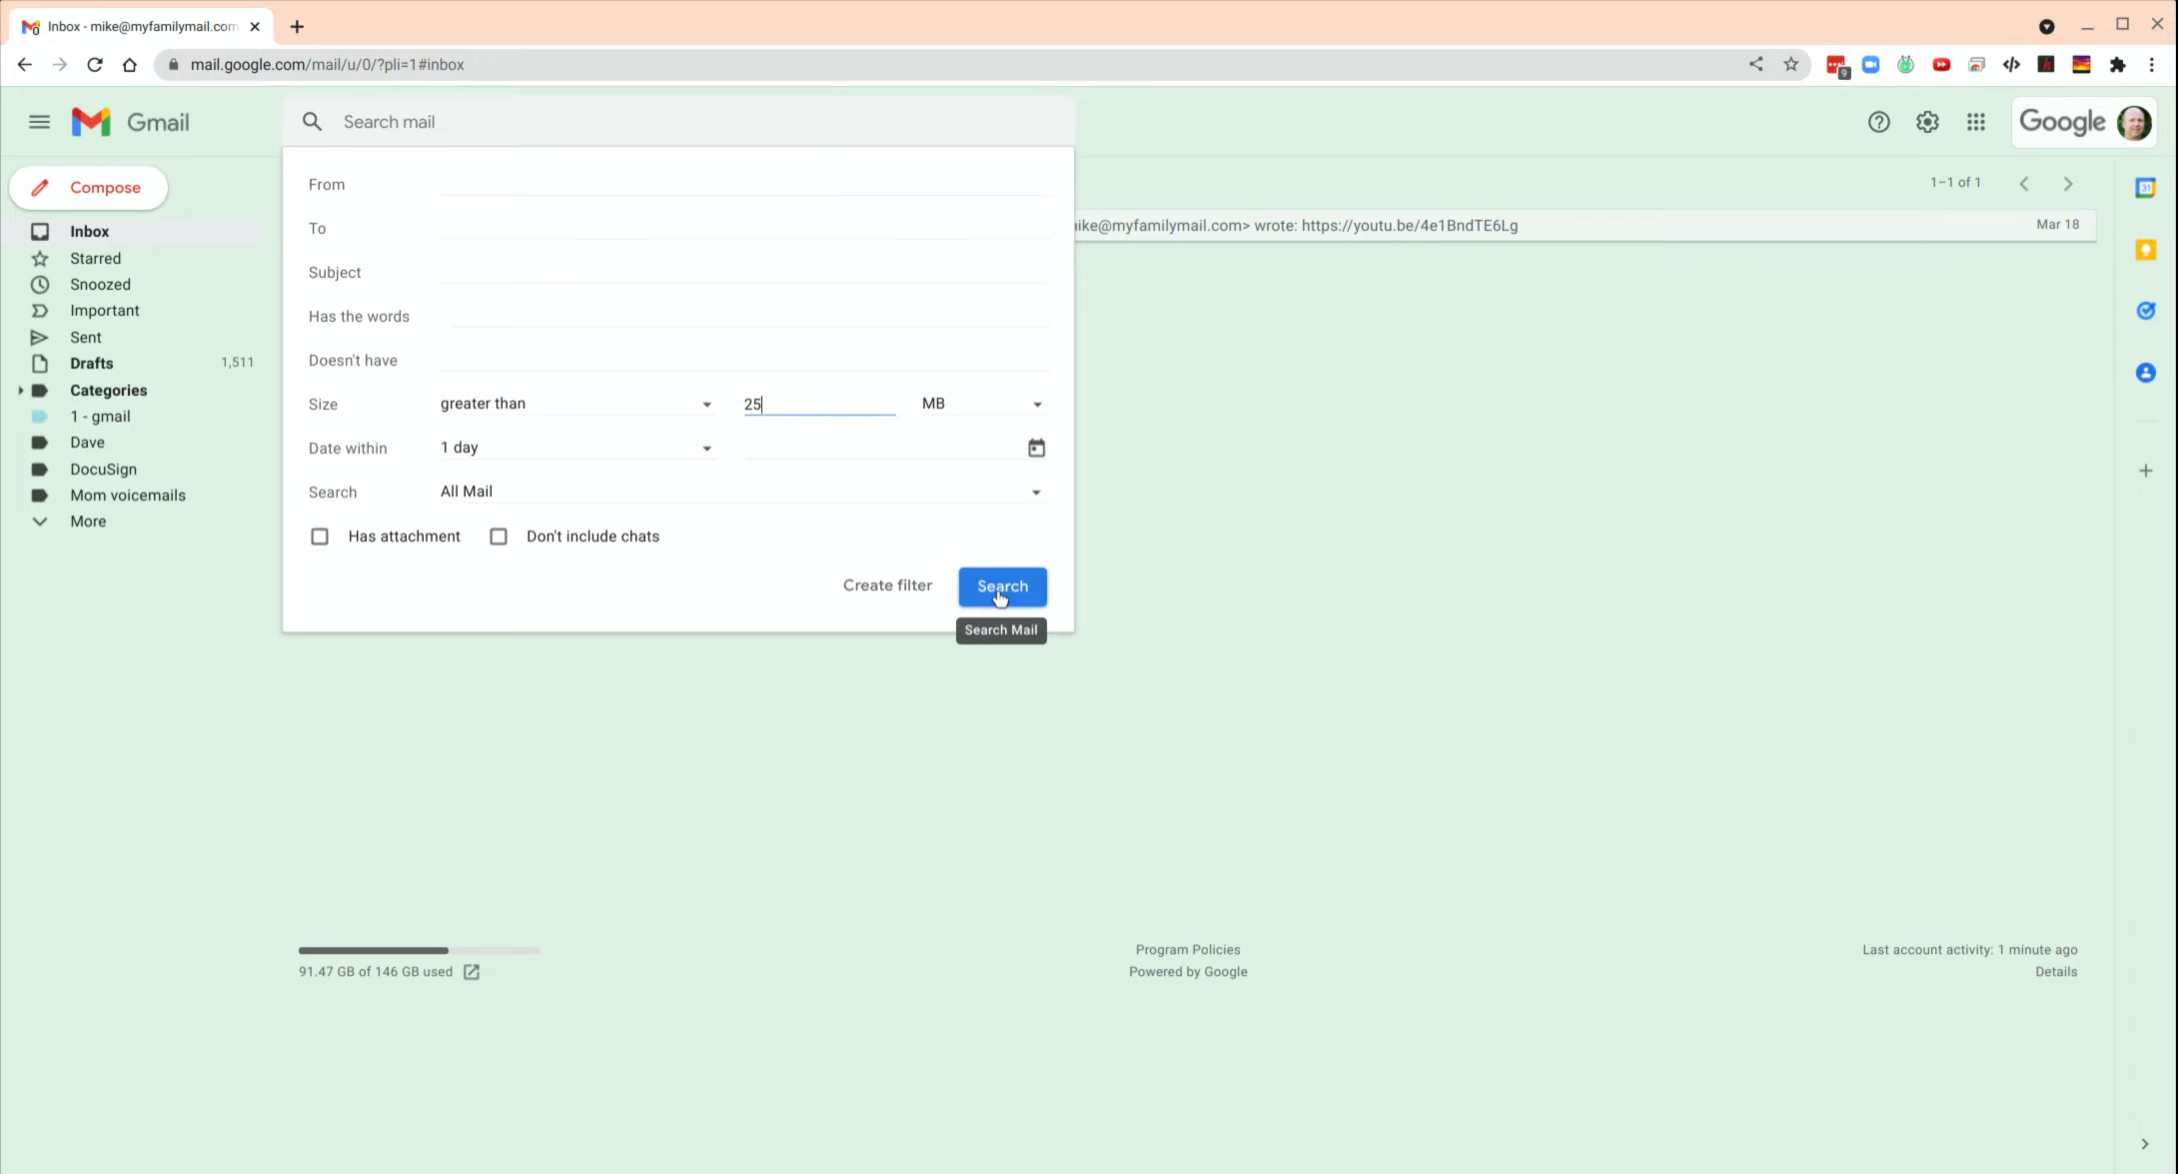 Inbox - mike@myfamilymail.com
mail.google.com/mail/u/0/?pli=1#inbox
9
Gmail
Search mail
Google
Compose
From
1–1 of 1
31
To
ike@myfamilymail.com> wrote: https://youtu.be/4e1BndTE6Lg
Mar 18
Inbox
Starred
Subject
Snoozed
Important
Has the words
Sent
Drafts
1,511
Doesn't have
Categories
Size
greater than
25
MB
1 - gmail
Dave
Date within
1 day
DocuSign
Search
All Mail
Mom voicemails
More
Has attachment
Don't include chats
Create filter
Search
Search Mail
91.47 GB of 146 GB used
Program Policies
Powered by Google
Last account activity: 1 minute ago
Details